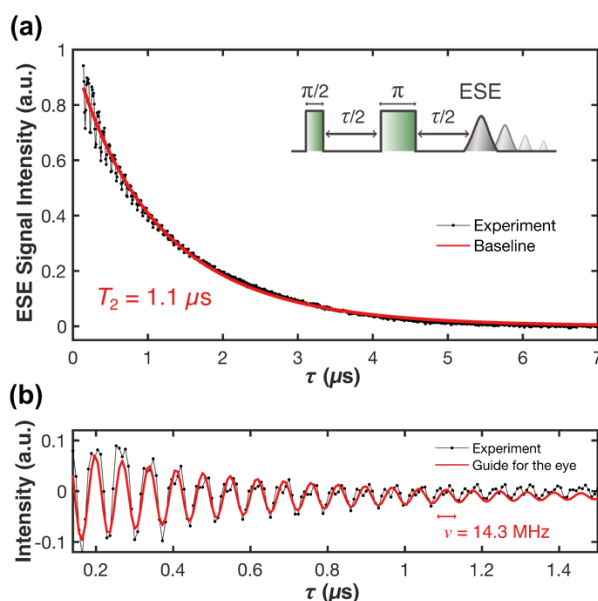 (a)
ESE Signal Intensity (a.u.)
1
0.8
0.6
0.4
0.2
0
π/2
π
ESE
τ/2
τ/2
Experiment
Baseline
T₂ = 1.1 μs
0 1 2 3 4 5 6 7
τ (μs)
(b)
Intensity (a.u.)
0.1
0
-0.1
Experiment
Guide for the eye
ν = 14.3 MHz
0.2 0.4 0.6 0.8 1 1.2 1.4
τ (μs)